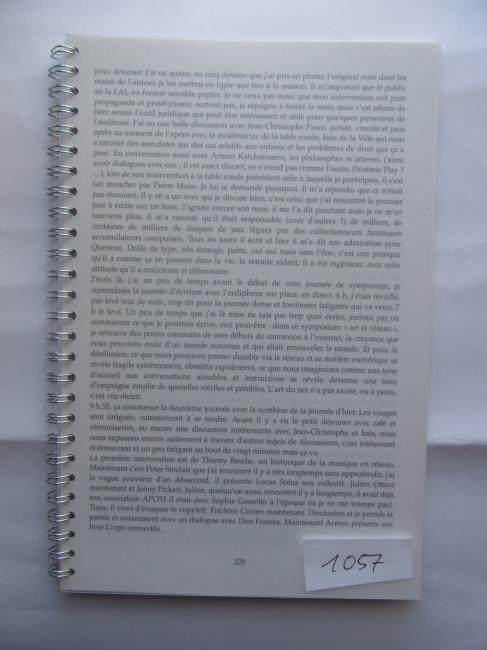 pour dessiner. J'ai eu quatre ou cinq dessins que j'ai pris en photo, l'original reste dans les
mains de l'auteur, je les mettrai en ligne une fois à la maison. Il m'importait que le public
ait la LAL en format sensible papier. Je ne veux pas aussi que mon intervention soit pure
propagande et prosélytisme, surtout pas, je répugne à forcer la main mais c'est affaire de
faire savoir l'outil juridique qui peut être intéressant et utile pour quelques personnes de
l'auditoire. J'ai eu une belle discussion avec Jean-Christophe Pasco, juriste, ensuite et puis
après au moment de l'apéro avec la modératrice de la table ronde, Inès de la Ville qui nous
a raconté des anecdotes sur des cas relatifs aux enfants et les problèmes de droit que ça a
posé. Eu conversation aussi avec Armen Katchatourov, les philosophes m'attirent, j'aime
avoir dialogues avec eux ; il est assez discret, ne s'étend pas comme l'autre, (Noémie Play ?
…), lors de son intervention à la table ronde précédent celle à laquelle je participais, il s'est
fait moucher par Pierre Muso. Je lui ai demandé pourquoi. Il m'a répondu que ce n'était
pas étonnant. Il y en a un avec qui je discute bien, c'est celui que j'ai rencontré le premier
jour à écrire sur un banc. J'ignore encore son nom, il me l'a dit pourtant mais je ne m'en
souviens plus, il m'a raconté qu'il était responsable (avec d'autres ?) de milliers, de
centaines de milliers de disques de jazz légués par des collectionneurs fanatiques
accumulateurs compulsifs. Tous les jours il écrit et hier il m'a dit son admiration pour
Queneau. Drôle de type, très étrange, poète, oui oui mais sans l'être, c'est une pratique
qu'il a comme ça en passant dans la vie, la retraite aidant, il a été ingénieur, avec cette
attitude qu'il a malicieuse et débonnaire.
J'écris là, j'ai un peu de temps avant le début de cette journée de symposium, je
reprendrais la journée d'écriture avec l'ordiphone sur place, en direct. 6 h, j'étais réveillé,
pas levé tout de suite, trop tôt pour la journée dense et forcément fatigante qui va venir. 7
h le levé. Un peu de temps que j'ai là mais ne sais pas trop quoi écrire, surtout par où
commencer ce que je pourrais écrire, ceci peut-être : dans ce symposium « art et réseau »,
je retrouve des points communs de mes débuts de connexion à l'internet, la croyance que
nous pouvions avoir d'un monde nouveau et qui allait renouveler le monde. Et puis, la
désillusion, ce que nous pouvions penser durable via le réseau et sa matière numérique se
révèle fragile extrêmement, obsolète rapidement, ce que nous imaginions comme une terre
d'accueil aux conversations aimables et instructives se révèle devenue une foire
d'empoigne emplie de querelles stériles et pénibles. L'art du net n'a pas existé, ou à peine,
s'est vite éteint.
9 h 55, ça commence la deuxième journée avec la synthèse de la journée d'hier. Les visages
sont fatigués, commencent à se tendre. Avant il y a eu le petit déjeuner avec café et
viennoiseries, eu encore une discussion intéressante avec Jean-Christophe et Inès, nous
nous exposons encore autrement à travers d'autres sujets de discussions, c'est intéressant
et émouvant et un peu fatigant au bout de vingt minutes mais ça va.
La première intervention est de Thierry Besche, un historique de la musique en réseau.
Maintenant c'est Peter Sinclair que j'ai rencontré il y a très longtemps sans approfondir, j'ai
le vague souvenir d'un désaccord, il présente Locus Solus son collectif. Julien Ottavi
maintenant et Jenny Pickett, Julien, quelqu'un aussi rencontré il y a longtemps, il avait déjà
son association APO33 il était avec Sophie Gosselin à l'époque (si je ne me trompe pas).
Tiens, il vient d'évoquer le copyleft. Frédéric Curien maintenant. Discussion et je prends la
parole et notamment avec un dialogue avec Don Foresta. Maintenant Armen présente son
livre Corps connectés.
229
1057